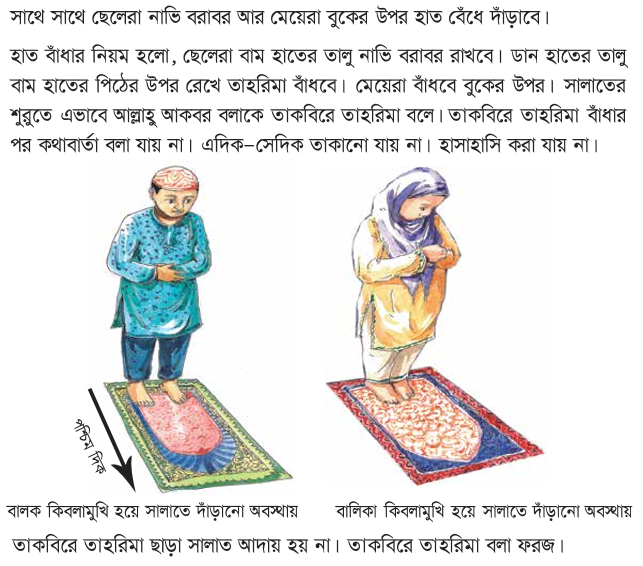 সাথে সাথে ছেলেরা নাভি বরাবর আর মেয়েরা বুকের উপর হাত বেঁধে দাঁড়াবে।
হাত বাঁধার নিয়ম হলো, ছেলেরা বাম হাতের তালু নাভি বরাবর রাখবে। ডান হাতের তালু
বাম হাতের পিঠের উপর রেখে তাহরিমা বাঁধবে। মেয়েরা বাঁধবে বুকের উপর। সালাতের
শুরুতে এভাবে আল্লাহু আকবর বলাকে তাকবিরে তাহরিমা বলে। তাকবিরে তাহরিমা বাঁধার
পর কথাবার্তা বলা যায় না। এদিক-সেদিক তাকানো যায় না। হাসাহাসি করা যায় না।
পশ্চিম দিক
বালক কিবলামুখি হয়ে সালাতে দাঁড়ানো অবস্থায়
বালিকা কিবলামুখি হয়ে সালাতে দাঁড়ানো অবস্থায়
তাকবিরে তাহরিমা ছাড়া সালাত আদায় হয় না। তাকবিরে তাহরিমা বলা ফরজ।